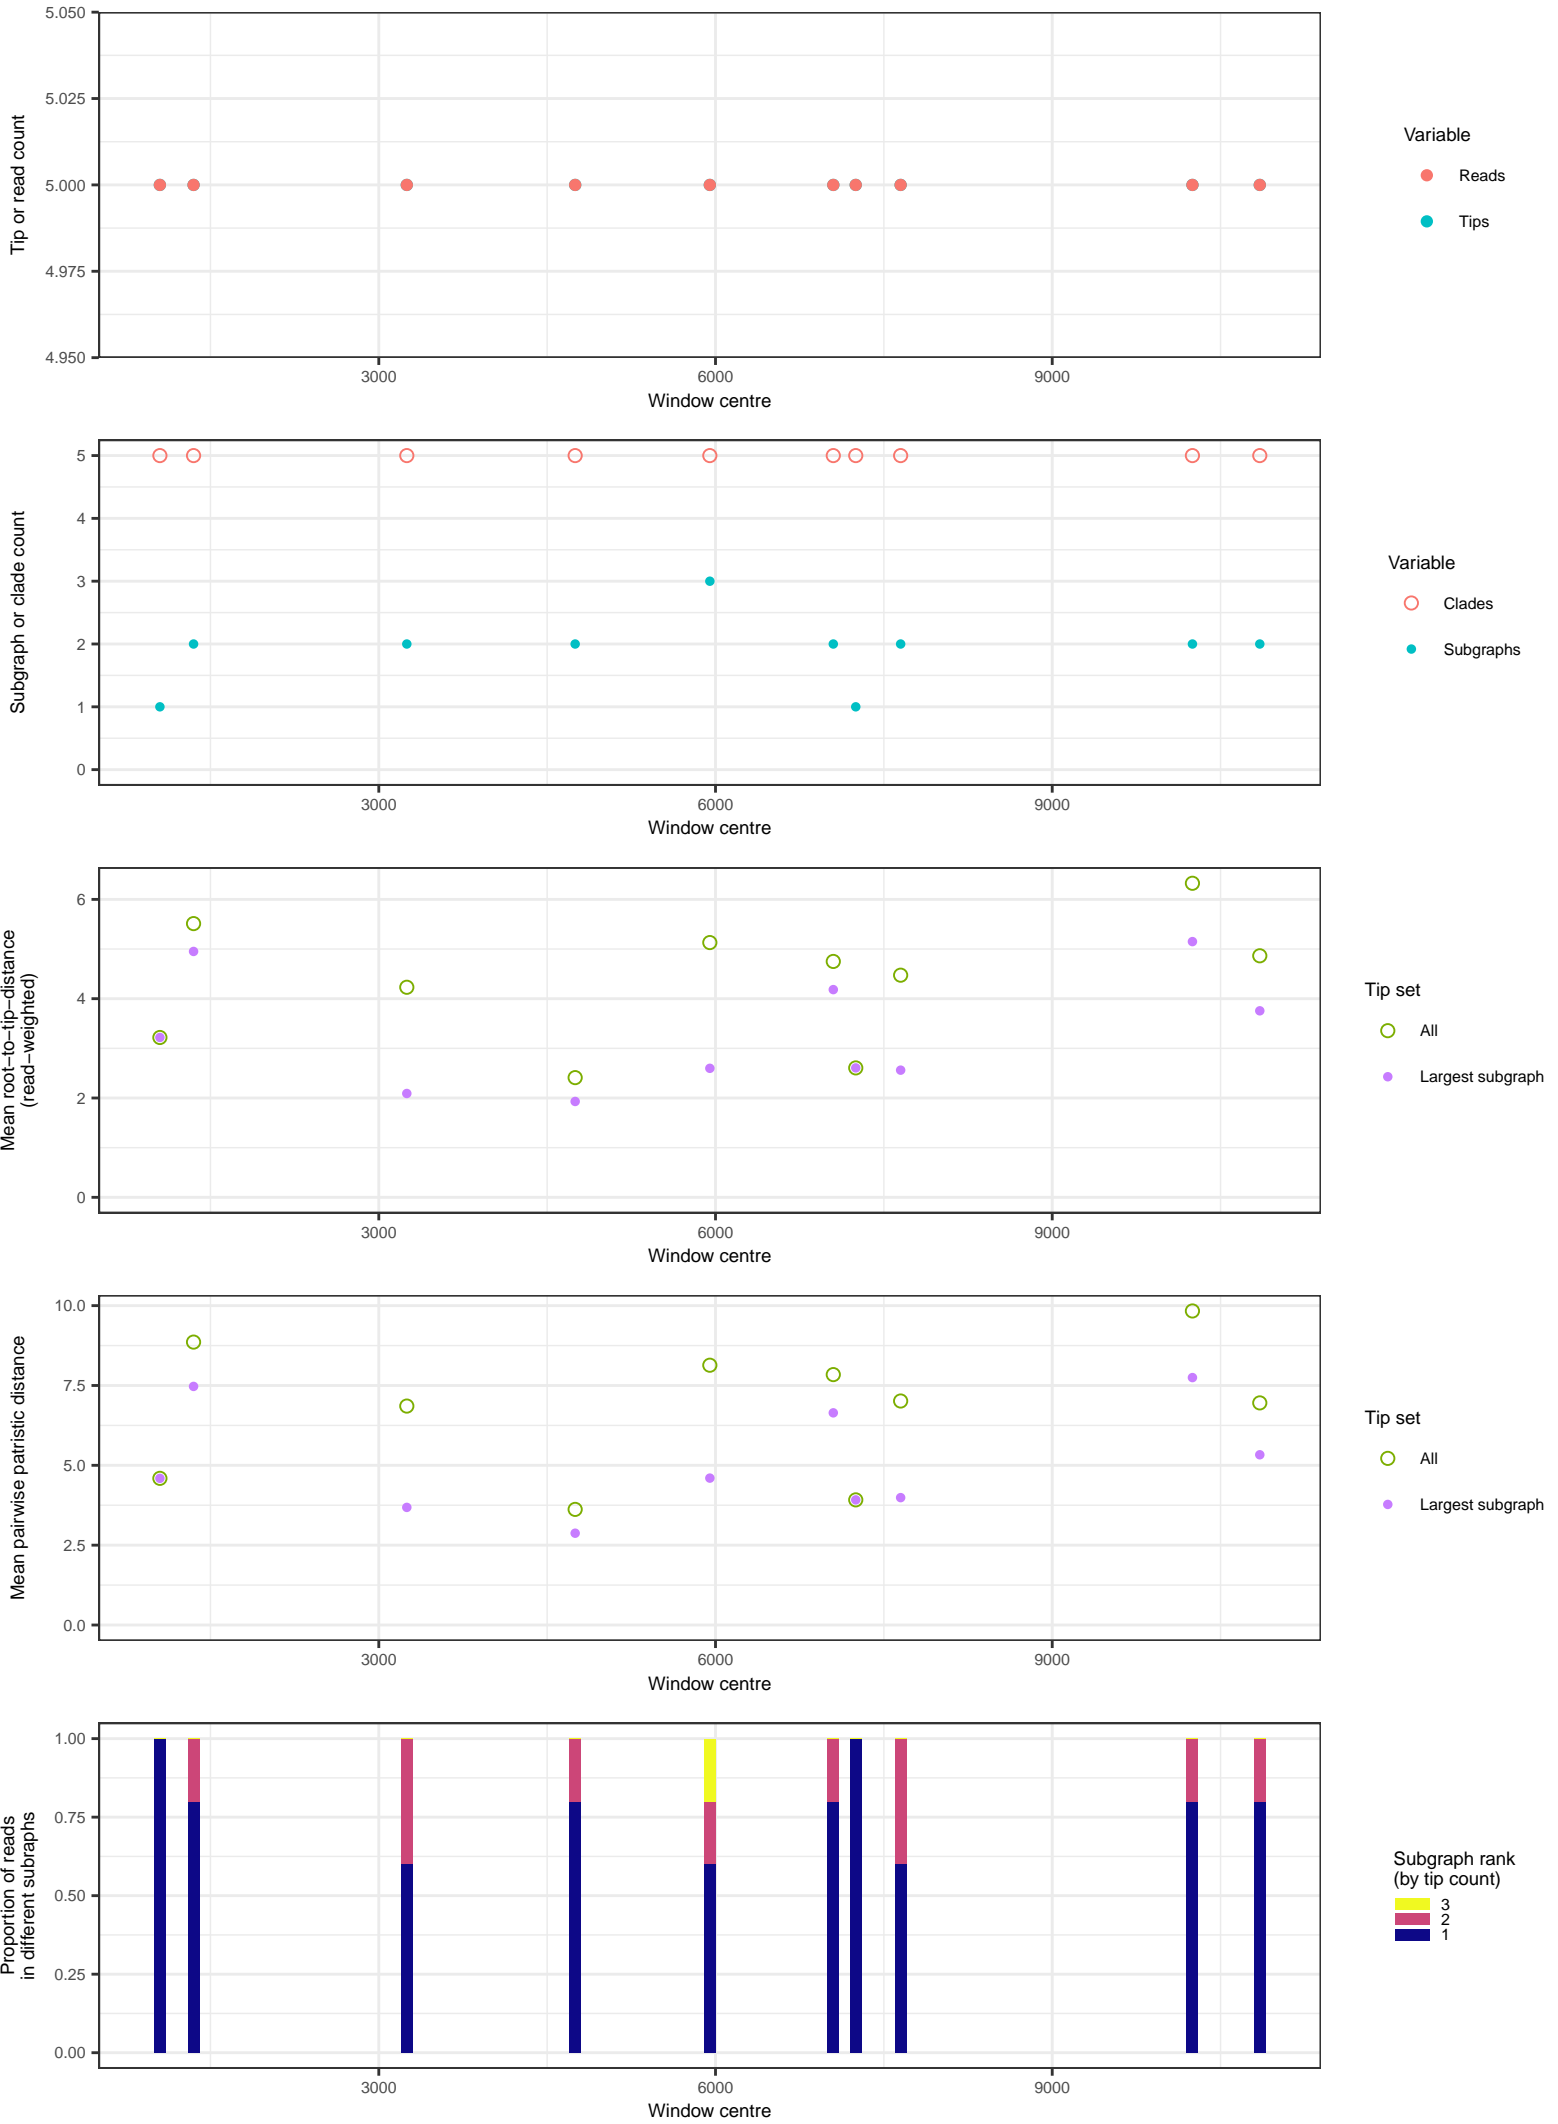 Tip or read count
5.050
5.025
5.000
4.975
4.950
3000 6000 9000
Window centre
Variable
Reads
Tips
Subgraph or clade count
5
4
3
2
1
0
3000 6000 9000
Window centre
Variable
Clades
Subgraphs
Mean root−to−tip−distance
(read−weighted)
6
4
2
0
3000 6000 9000
Window centre
Tip set
All
Largest subgraph
Mean pairwise patristic distance
10.0
7.5
5.0
2.5
0.0
3000 6000 9000
Window centre
Tip set
All
Largest subgraph
Proportion of reads
in different subraphs
1.00
0.75
0.50
0.25
0.00
3000 6000 9000
Window centre
Subgraph rank
(by tip count)
3
2
1